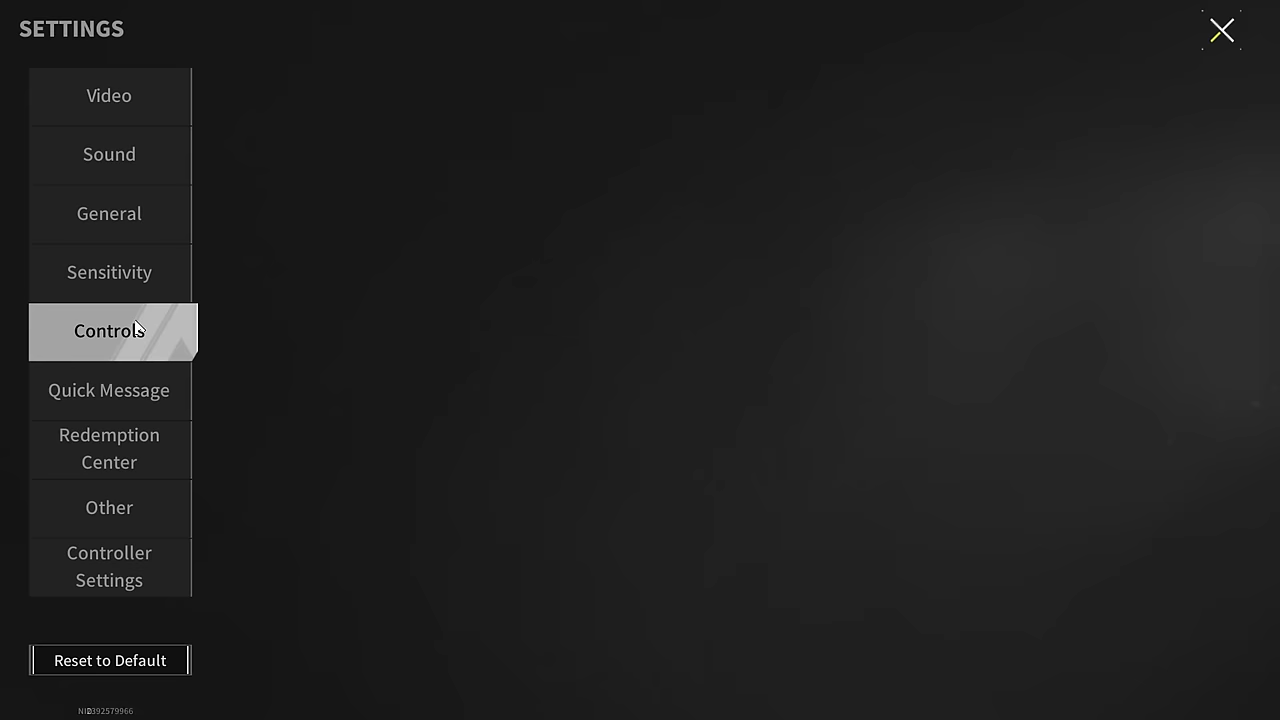 SETTINGS
Video
Sound
General
Sensitivity
Controls
Quick Message
Redemption
Center
Other
Controller
Settings
Reset to Default